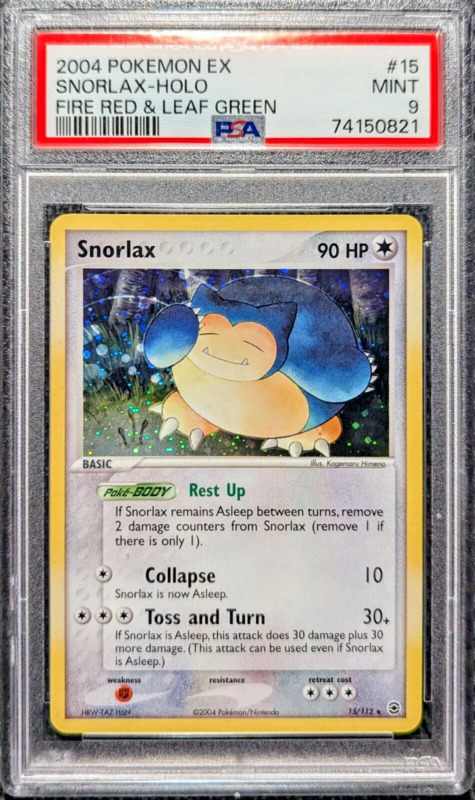 2004 POKEMON EX #15
SNORLAX-HOLO MINT
FIRE RED & LEAF GREEN 9
PSA 74150821
Snorlax 90 HP
BASIC Illus. Kagemaru Himeno
Poké-BODY Rest Up
If Snorlax remains Asleep between turns, remove
2 damage counters from Snorlax (remove 1 if
there is only 1).
Collapse 10
Snorlax is now Asleep.
Toss and Turn 30+
If Snorlax is Asleep, this attack does 30 damage plus 30
more damage. (This attack can be used even if Snorlax
is Asleep.)
weakness resistance retreat cost
HRW-TAZ H6N ©2004 Pokémon/Nintendo 15/112 ★
PSA